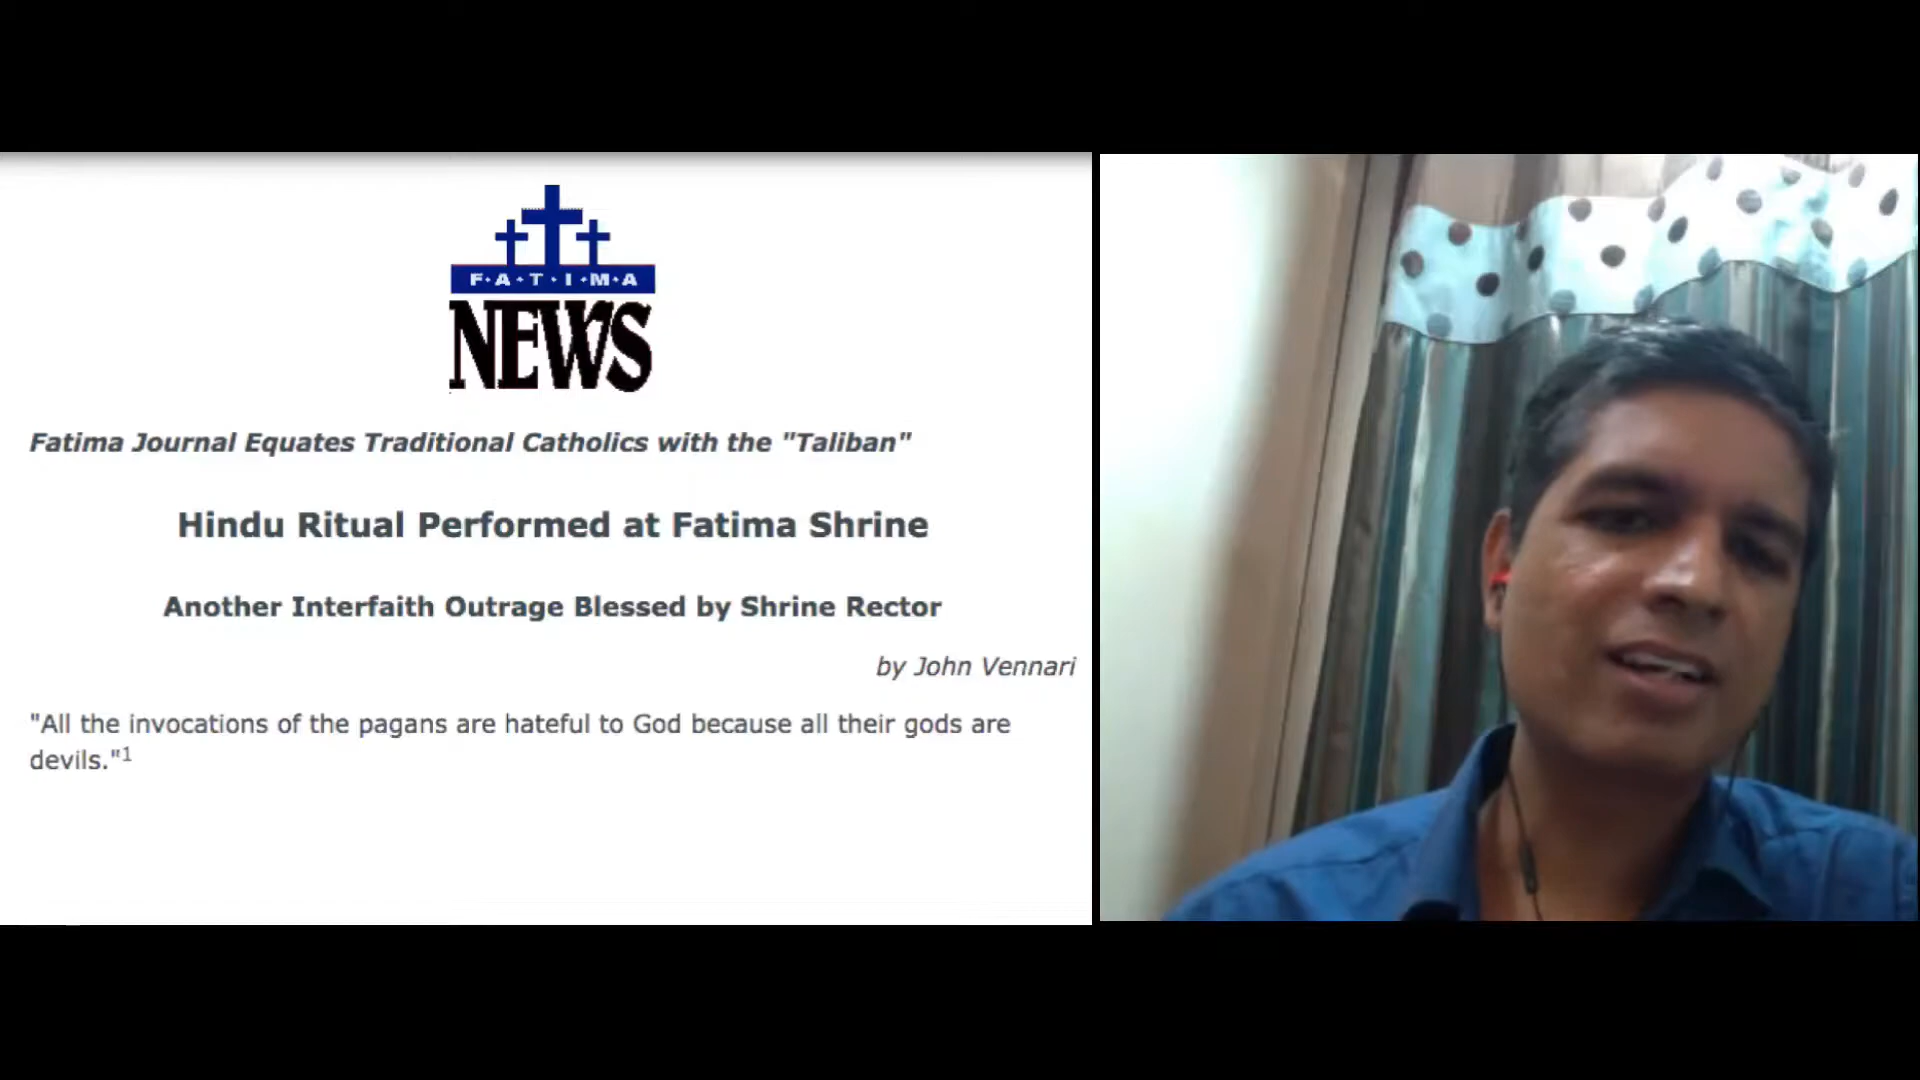 F·A·T·I·M·A
NEWS
Fatima Journal Equates Traditional Catholics with the "Taliban"
Hindu Ritual Performed at Fatima Shrine
Another Interfaith Outrage Blessed by Shrine Rector
by John Vennari
"All the invocations of the pagans are hateful to God because all their gods are
devils."1